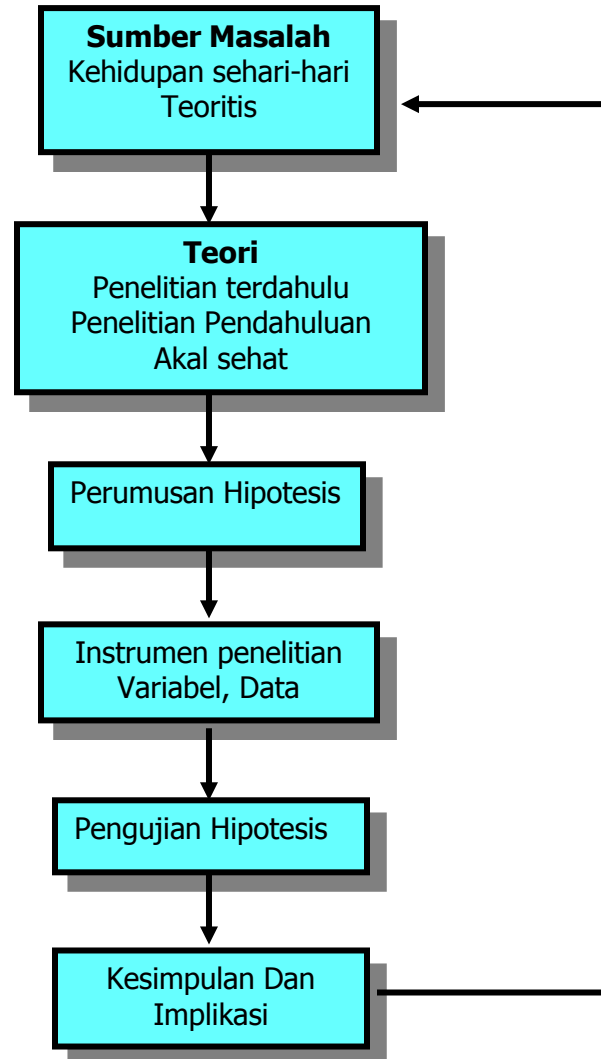 Sumber Masalah
Kehidupan sehari-hari
Teoritis
Teori
Penelitian terdahulu
Penelitian Pendahuluan
Akal sehat
Perumusan Hipotesis
Instrumen penelitian
Variabel, Data
Pengujian Hipotesis
Kesimpulan Dan
Implikasi